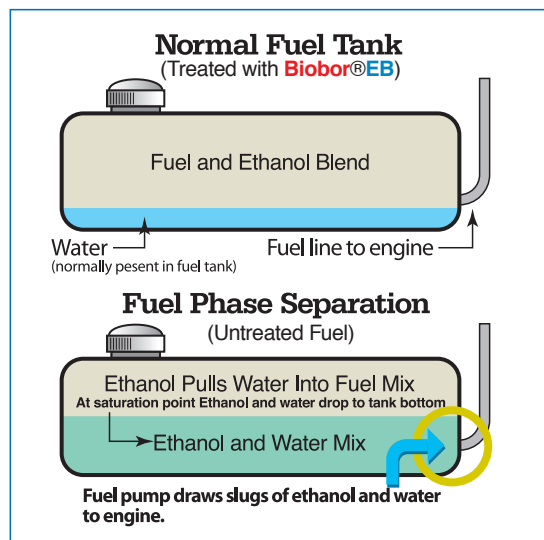 Normal Fuel Tank
(Treated with Biobor®EB)
Fuel and Ethanol Blend
Water
(normally pesent in fuel tank)
Fuel line to engine
Fuel Phase Separation
(Untreated Fuel)
Ethanol Pulls Water Into Fuel Mix
At saturation point Ethanol and water drop to tank bottom
Ethanol and Water Mix
Fuel pump draws slugs of ethanol and water
to engine.